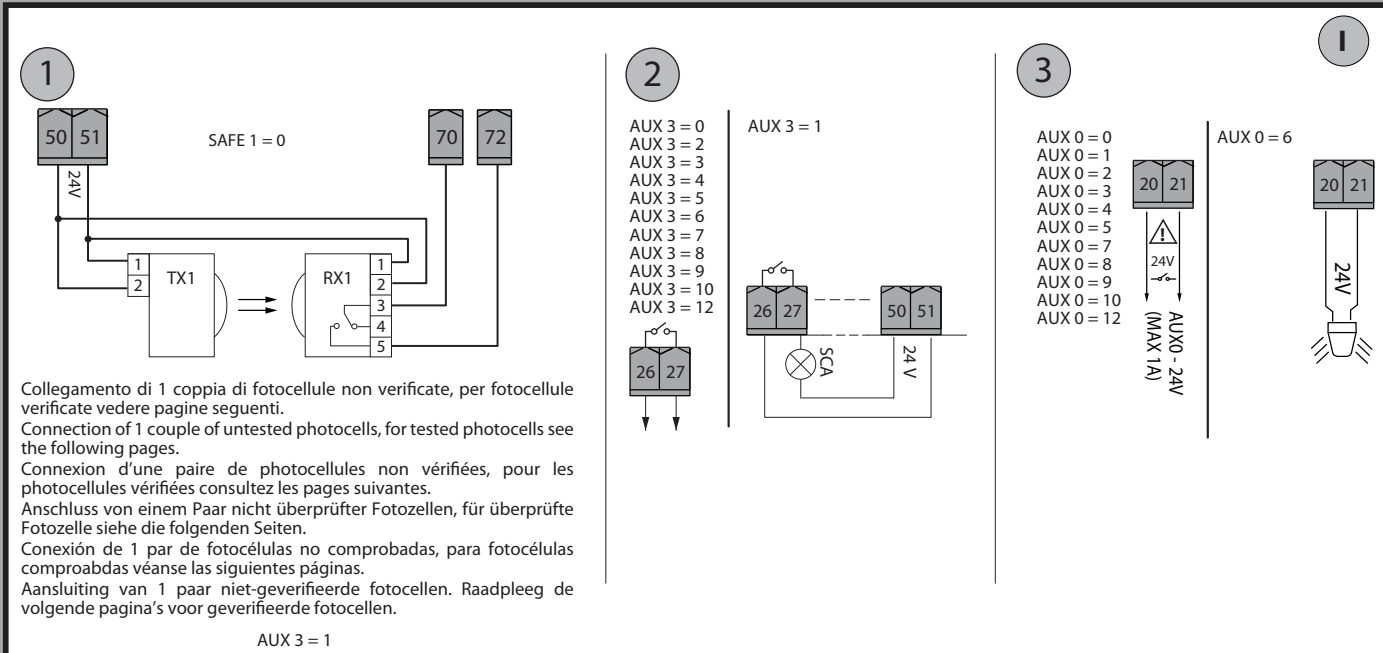 I
1
50 51
SAFE 1 = 0
70
72
24V
1
2
TX1
RX1
1
2
3
4
5
Collegamento di 1 coppia di fotocellule non verificate, per fotocellule
verificate vedere pagine seguenti.
Connection of 1 couple of untested photocells, for tested photocells see
the following pages.
Connexion d'une paire de photocellules non vérifiées, pour les
photocellules vérifiées consultez les pages suivantes.
Anschluss von einem Paar nicht überprüfter Fotozellen, für überprüfte
Fotozelle siehe die folgenden Seiten.
Conexión de 1 par de fotocélulas no comprobadas, para fotocélulas
comproabdas véanse las siguientes páginas.
Aansluiting van 1 paar niet-geverifieerde fotocellen. Raadpleeg de
volgende pagina's voor geverifieerde fotocellen.
AUX 3 = 1
2
AUX 3 = 0
AUX 3 = 2
AUX 3 = 3
AUX 3 = 4
AUX 3 = 5
AUX 3 = 6
AUX 3 = 7
AUX 3 = 8
AUX 3 = 9
AUX 3 = 10
AUX 3 = 12
26 27
AUX 3 = 1
26 27
50 51
SCA
24 V
3
AUX 0 = 0
AUX 0 = 1
AUX 0 = 2
AUX 0 = 3
AUX 0 = 4
AUX 0 = 5
AUX 0 = 7
AUX 0 = 8
AUX 0 = 9
AUX 0 = 10
AUX 0 = 12
20 21
!
24V
AUX0 - 24V
(MAX 1A)
AUX 0 = 6
20 21
24V